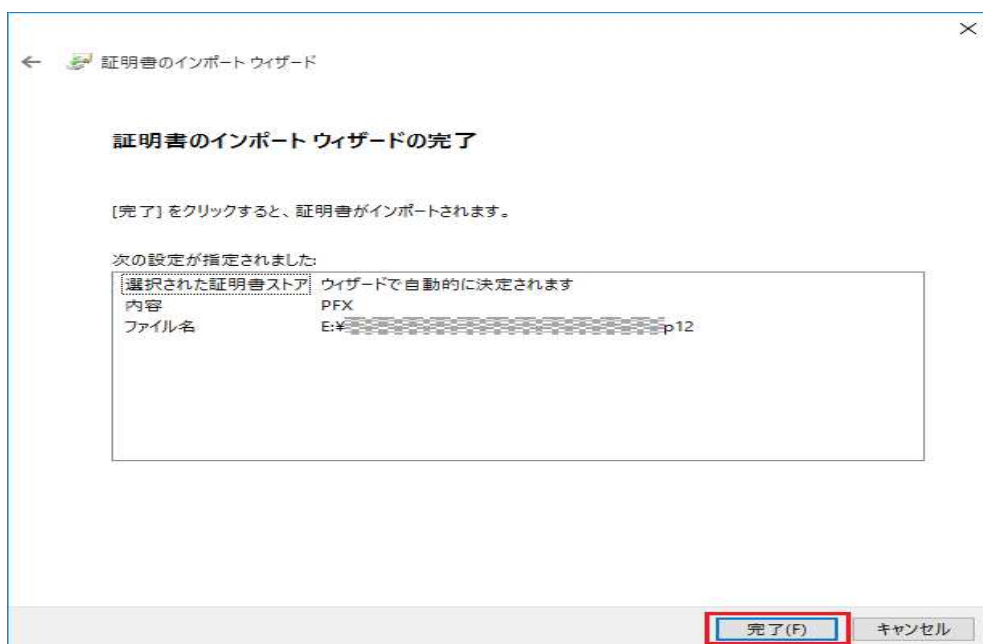 証明書のインポート ウィザード
証明書のインポート ウィザードの完了
[完了] をクリックすると、証明書がインポートされます。
次の設定が指定されました:
選択された証明書ストア ウィザードで自動的に決定されます
内容 PFX
ファイル名 E:¥ p12
完了(F) キャンセル